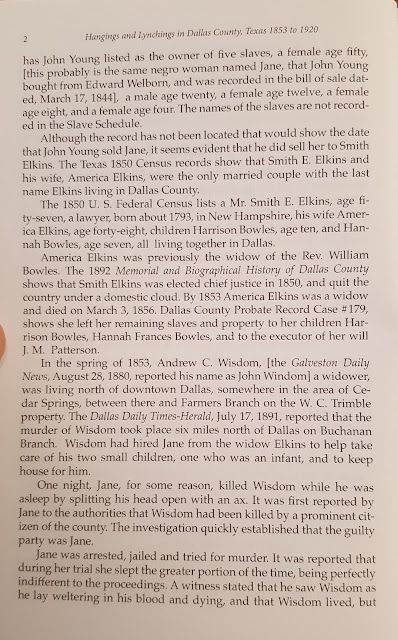 2
Hangings and Lynchings in Dallas County, Texas 1853 to 1920
has John Young listed as the owner of five slaves, a female age fifty,
[this probably is the same negro woman named Jane, that John Young
bought from Edward Welborn, and was recorded in the bill of sale dat-
ed, March 17, 1844], a male age twenty, a female age twelve, a female
age eight, and a female age four. The names of the slaves are not record-
ed in the Slave Schedule.
Although the record has not been located that would show the date
that John Young sold Jane, it seems evident that he did sell her to Smith
Elkins. The Texas 1850 Census records show that Smith E. Elkins and
his wife, America Elkins, were the only married couple with the last
name Elkins living in Dallas County.
The 1850 U. S. Federal Census lists a Mr. Smith E. Elkins, age fi-
ty-seven, a lawyer, born about 1793, in New Hampshire, his wife Amer-
ica Elkins, age forty-eight, children Harrison Bowles, age ten, and Han-
nah Bowles, age seven, all living together in Dallas.
America Elkins was previously the widow of the Rev. William
Bowles. The 1892 Memorial and Biographical History of Dallas County
shows that Smith Elkins was elected chief justice in 1850, and quit the
country under a domestic cloud. By 1853 America Elkins was a widow
and died on March 3, 1856. Dallas County Probate Record Case #179,
shows she left her remaining slaves and property to her children Har-
rison Bowles, Hannah Frances Bowles, and to the executor of her will
J. M. Patterson.
In the spring of 1853, Andrew C. Wisdom, [the Galveston Daily
News, August 28, 1880, reported his name as John Windom] a widower,
was living north of downtown Dallas, somewhere in the area of Ce-
dar Springs, between there and Farmers Branch on the W. C. Trimble
property. The Dallas Daily Times-Herald, July 17, 1891, reported that the
murder of Wisdom took place six miles north of Dallas on Buchanan
Branch. Wisdom had hired Jane from the widow Elkins to help take
care of his two small children, one who was an infant, and to keep
house for him.
One night, Jane, for some reason, killed Wisdom while he was
asleep by splitting his head open with an ax. It was first reported by
Jane to the authorities that Wisdom had been killed by a prominent cit-
izen of the county. The investigation quickly established that the guilty
party was Jane.
Jane was arrested, jailed and tried for murder. It was reported that
during her trial she slept the greater portion of the time, being perfectly
indifferent to the proceedings. A witness stated that he saw Wisdom as
he lay weltering in his blood and dying, and that Wisdom lived, but